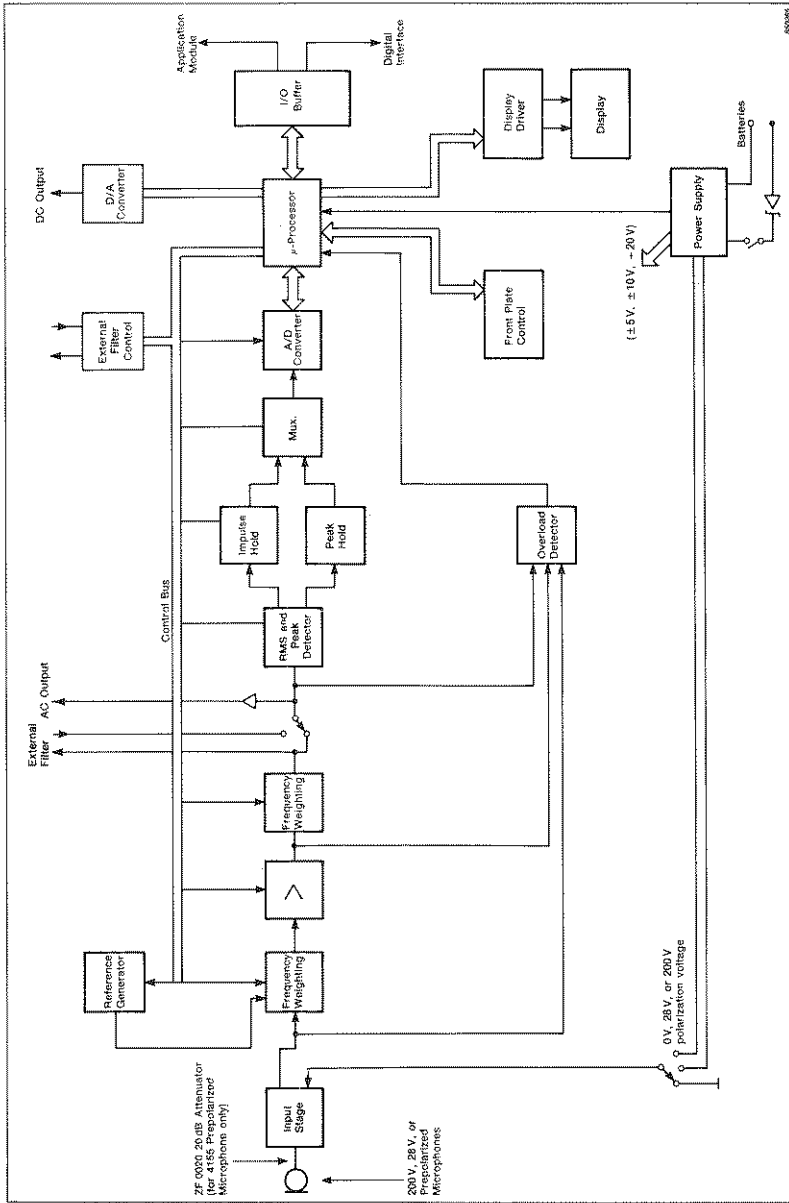 ZF 0020 20 dB Attenuator
(for 4155 Prepolarized
Microphone only)
200 V, 28 V, or
Prepolarized
Microphones
Input
Stage
Reference
Generator
Frequency
Weighting
>
Frequency
Weighting
External
Filter
AC Output
Control Bus
RMS and
Peak
Detector
Impulse
Hold
Peak
Hold
Mux.
A/D
Converter
External
Filter
Control
DC Output
D/A
Converter
μ-Processor
I/O
Buffer
Application
Module
Digital
Interface
Display
Driver
Display
Front Plate
Control
Overload
Detector
0 V, 28 V, or 200 V
polarization voltage
(±5 V, ±10 V, +20 V)
Power Supply
Batteries